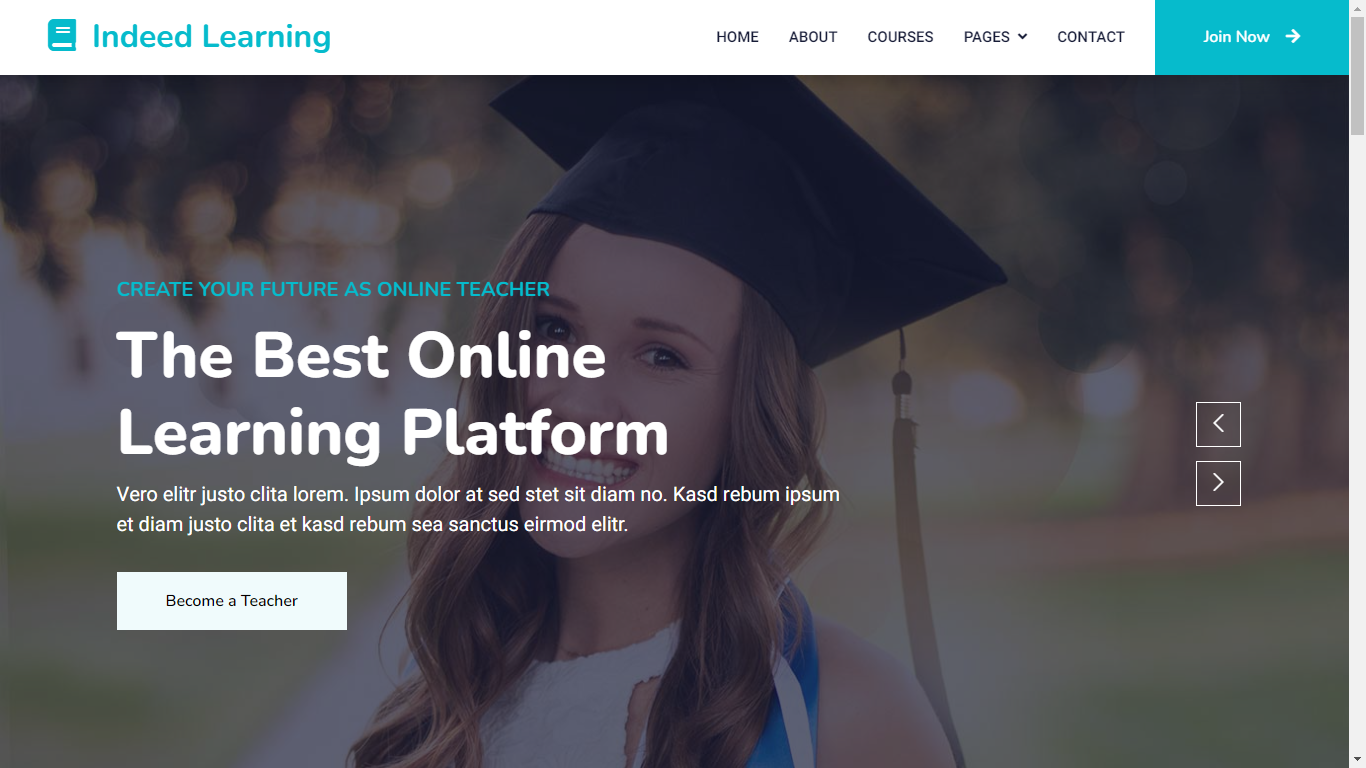 Indeed Learning
HOME ABOUT COURSES PAGES CONTACT Join Now
CREATE YOUR FUTURE AS ONLINE TEACHER
The Best Online
Learning Platform
Vero elitr justo clita lorem. Ipsum dolor at sed stet sit diam no. Kasd rebum ipsum
et diam justo clita et kasd rebum sea sanctus eirmod elitr.
Become a Teacher